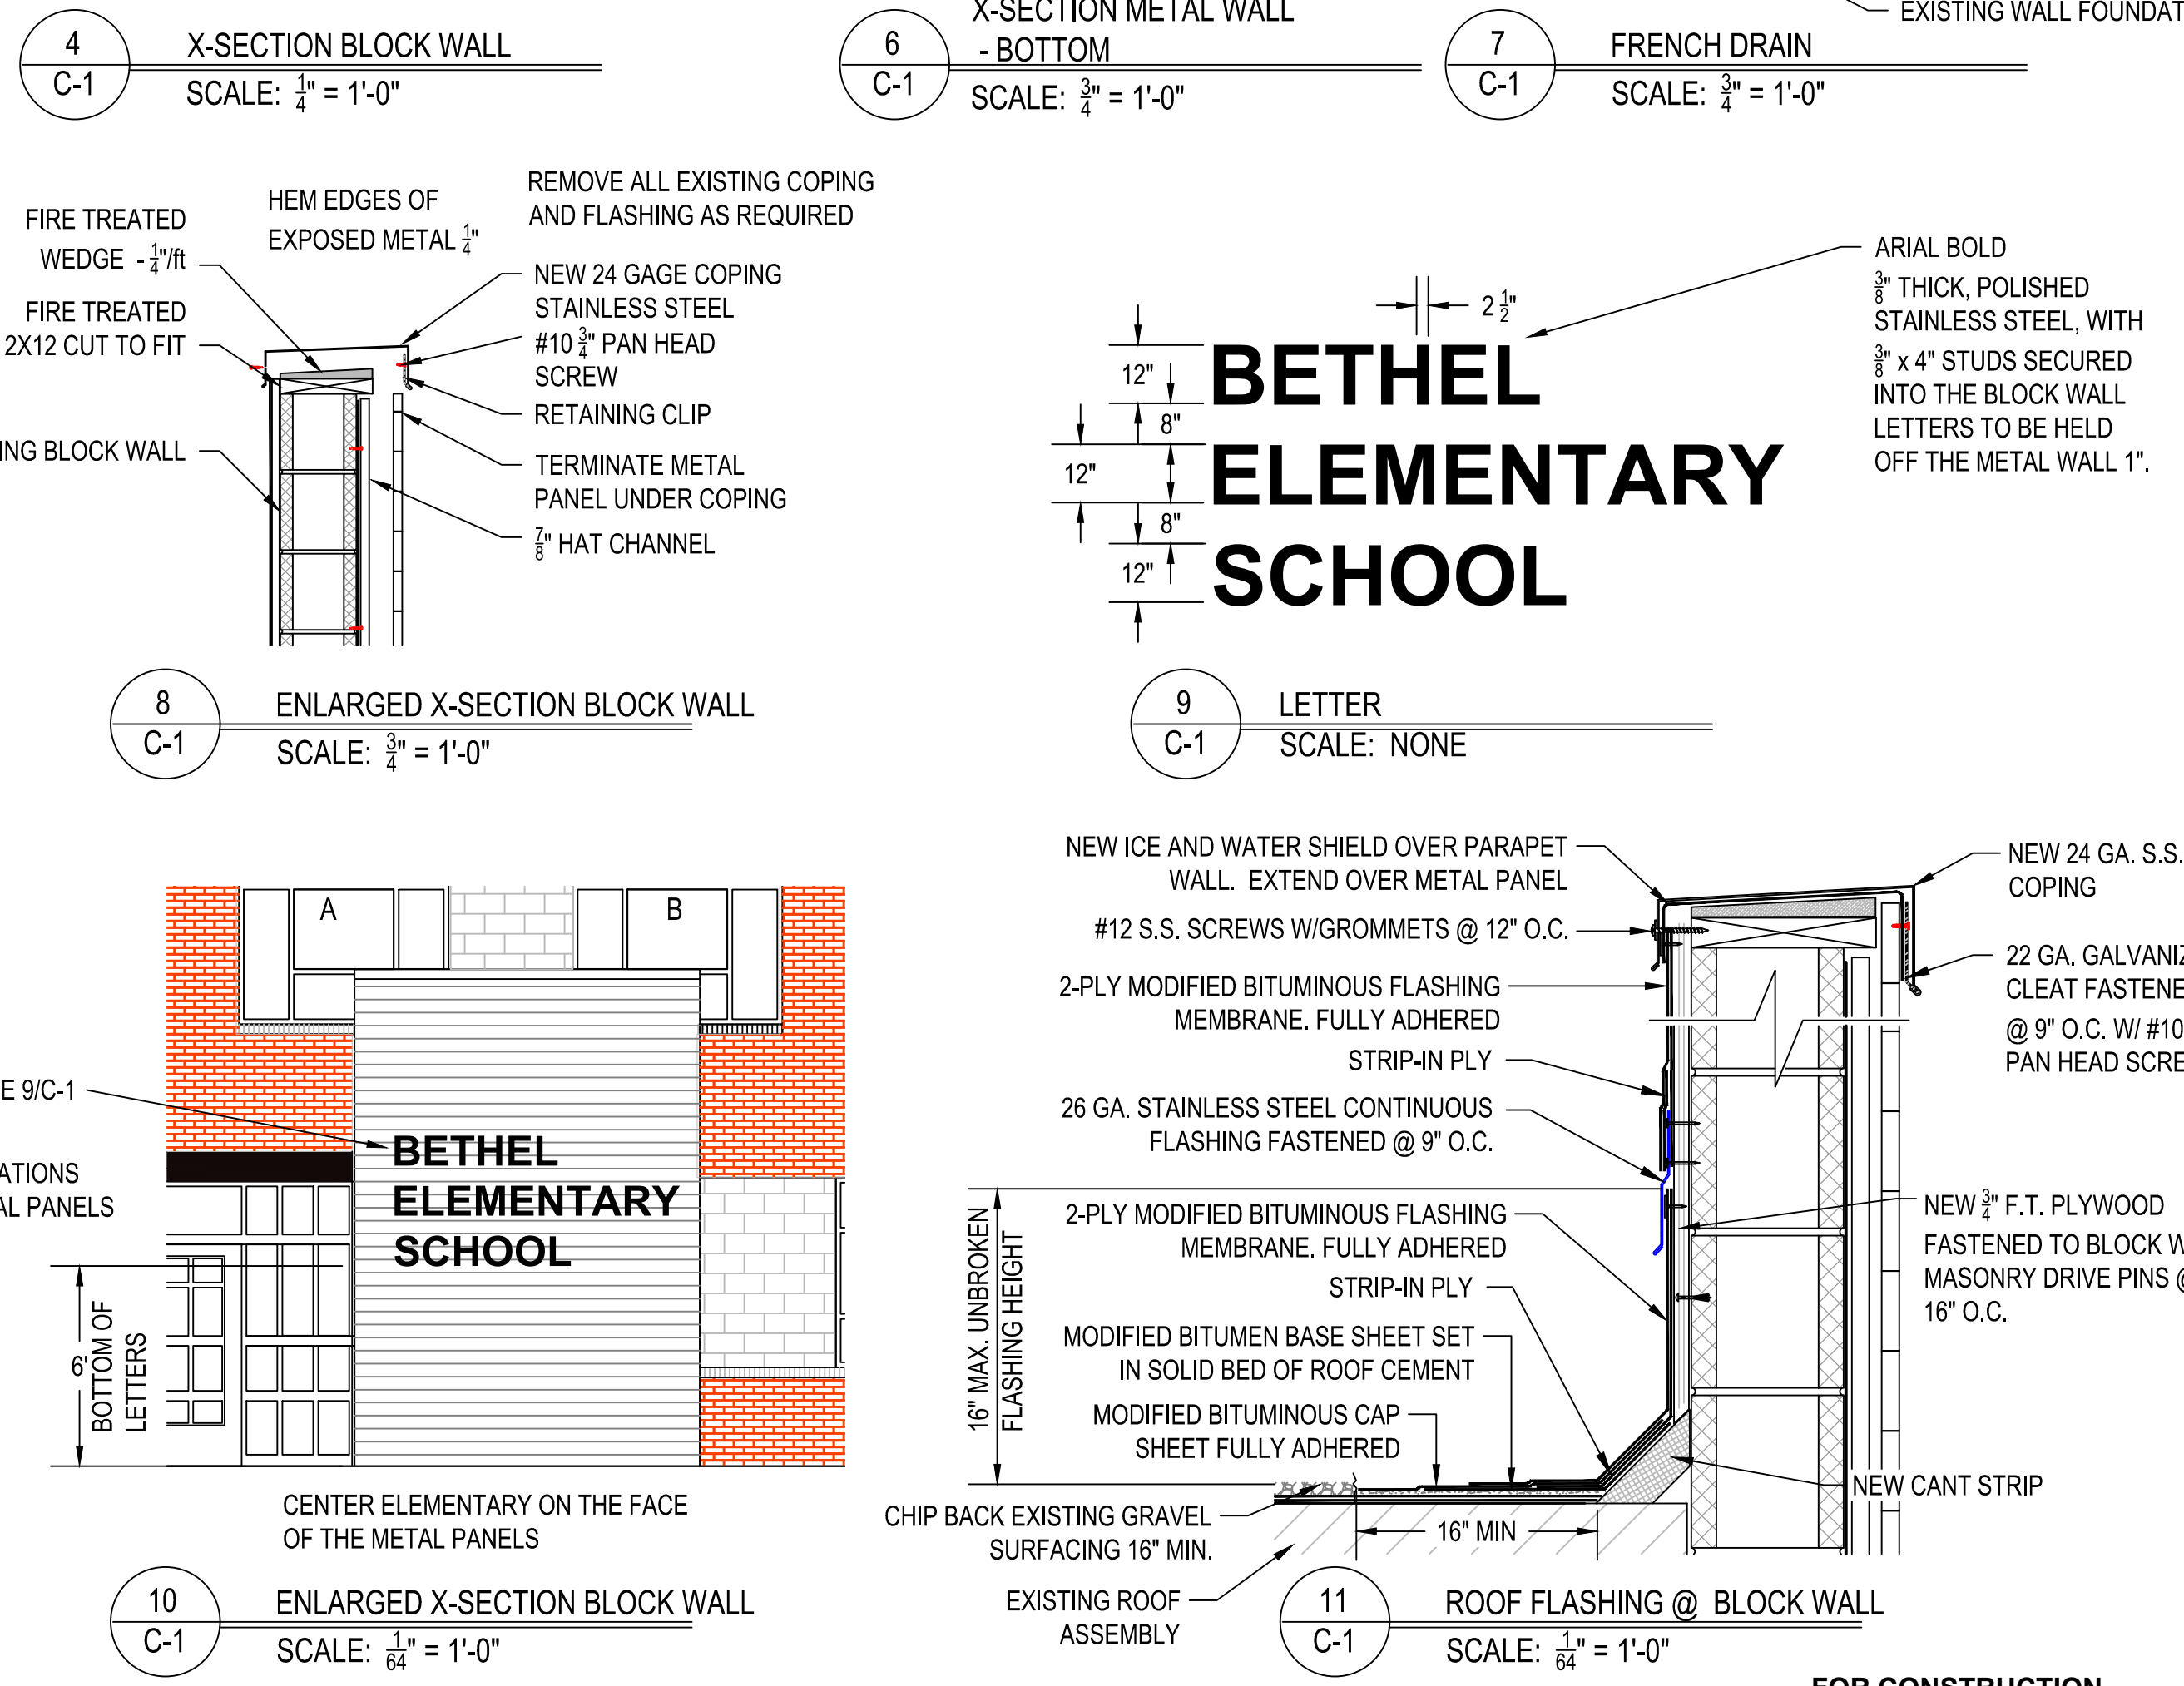 4
C-1
X-SECTION BLOCK WALL
SCALE: 1/4" = 1'-0"
6
C-1
X-SECTION METAL WALL
- BOTTOM
SCALE: 3/4" = 1'-0"
7
C-1
FRENCH DRAIN
SCALE: 3/4" = 1'-0"
EXISTING WALL FOUNDAT
FIRE TREATED
WEDGE - 1/4"/ft
FIRE TREATED
2X12 CUT TO FIT
ING BLOCK WALL
HEM EDGES OF
EXPOSED METAL 1/4"
REMOVE ALL EXISTING COPING
AND FLASHING AS REQUIRED
NEW 24 GAGE COPING
STAINLESS STEEL
#10 3/4" PAN HEAD
SCREW
RETAINING CLIP
TERMINATE METAL
PANEL UNDER COPING
7/8" HAT CHANNEL
8
C-1
ENLARGED X-SECTION BLOCK WALL
SCALE: 3/4" = 1'-0"
2 1/2"
12"
8"
12"
8"
12"
BETHEL
ELEMENTARY
SCHOOL
ARIAL BOLD
3/8" THICK, POLISHED
STAINLESS STEEL, WITH
3/8" x 4" STUDS SECURED
INTO THE BLOCK WALL
LETTERS TO BE HELD
OFF THE METAL WALL 1".
9
C-1
LETTER
SCALE: NONE
A
B
E 9/C-1
ATIONS
AL PANELS
BETHEL
ELEMENTARY
SCHOOL
6'
BOTTOM OF
LETTERS
CENTER ELEMENTARY ON THE FACE
OF THE METAL PANELS
10
C-1
ENLARGED X-SECTION BLOCK WALL
SCALE: 1/64" = 1'-0"
NEW ICE AND WATER SHIELD OVER PARAPET
WALL. EXTEND OVER METAL PANEL
#12 S.S. SCREWS W/GROMMETS @ 12" O.C.
2-PLY MODIFIED BITUMINOUS FLASHING
MEMBRANE. FULLY ADHERED
STRIP-IN PLY
26 GA. STAINLESS STEEL CONTINUOUS
FLASHING FASTENED @ 9" O.C.
2-PLY MODIFIED BITUMINOUS FLASHING
MEMBRANE. FULLY ADHERED
STRIP-IN PLY
MODIFIED BITUMEN BASE SHEET SET
IN SOLID BED OF ROOF CEMENT
MODIFIED BITUMINOUS CAP
SHEET FULLY ADHERED
16" MAX. UNBROKEN
FLASHING HEIGHT
CHIP BACK EXISTING GRAVEL
SURFACING 16" MIN.
16" MIN
EXISTING ROOF
ASSEMBLY
NEW 24 GA. S.S.
COPING
22 GA. GALVANIZ
CLEAT FASTENE
@ 9" O.C. W/ #10
PAN HEAD SCRE
NEW 3/4" F.T. PLYWOOD
FASTENED TO BLOCK W
MASONRY DRIVE PINS @
16" O.C.
NEW CANT STRIP
11
C-1
ROOF FLASHING @ BLOCK WALL
SCALE: 1/64" = 1'-0"
FOR CONSTRUCTION